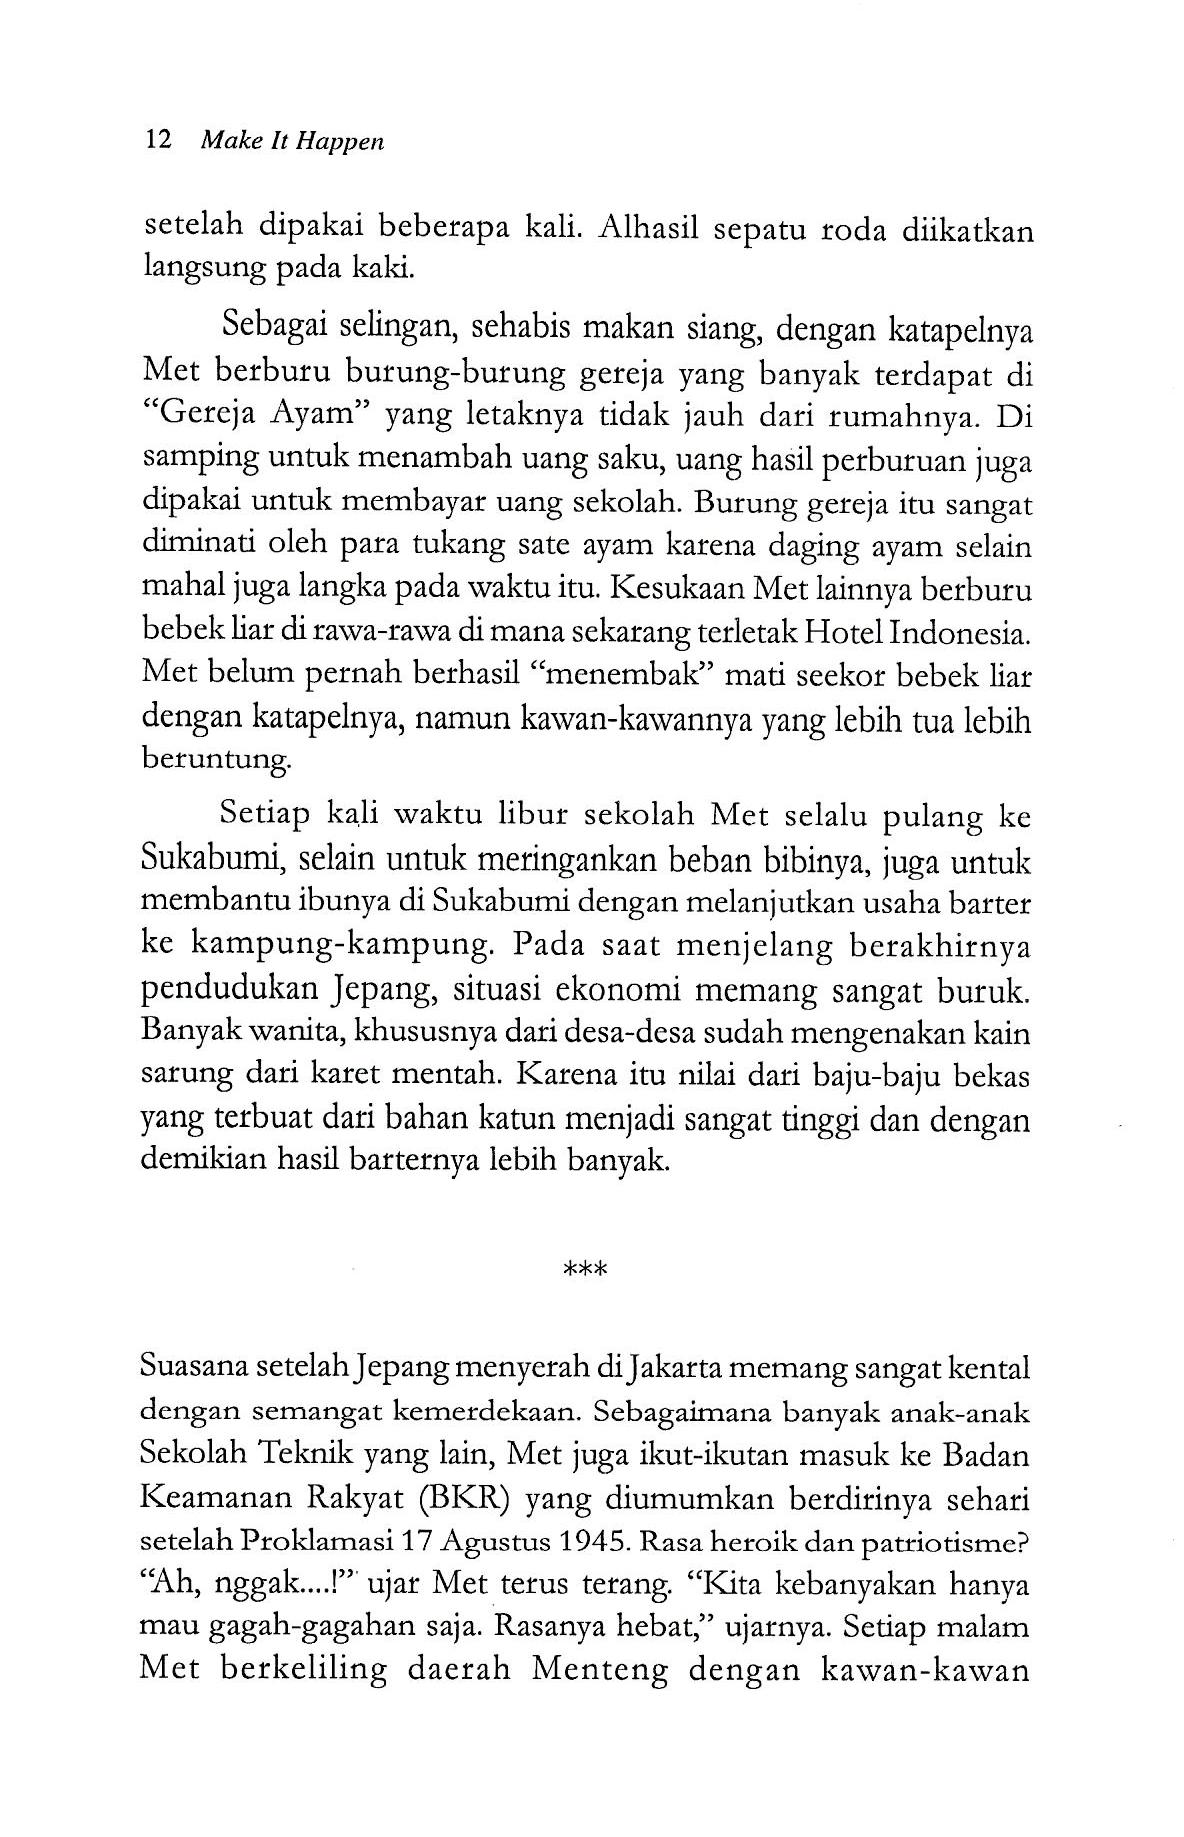 12 Make It Happen
setelah dipakai beberapa kali. Alhasil sepatu roda diikatkan
langsung pada kaki.
Sebagai selingan, sehabis makan siang, dengan katapelnya
Met berburu burung-burung gereja yang banyak terdapat di
“Gereja Ayam” yang letaknya tidak jauh dari rumahnya. Di
samping untuk menambah uang saku, uang hasil perburuan juga
dipakai untuk membayar uang sekolah. Burung gereja itu sangat
diminati oleh para tukang sate ayam karena daging ayam selain
mahal juga langka pada waktu itu. Kesukaan Met lainnya berburu
bebek liar di rawa-rawa di mana sekarang terletak Hotel Indonesia.
Met belum pernah berhasil “menembak” mati seekor bebek liar
dengan katapelnya, namun kawan-kawannya yang lebih tua lebih
beruntung.
Setiap kali waktu libur sekolah Met selalu pulang ke
Sukabumi, selain untuk meringankan beban bibinya, juga untuk
membantu ibunya di Sukabumi dengan melanjutkan usaha barter
ke kampung-kampung. Pada saat menjelang berakhirnya
pendudukan Jepang, situasi ekonomi memang sangat buruk.
Banyak wanita, khususnya dari desa-desa sudah mengenakan kain
sarung dari karet mentah. Karena itu nilai dari baju-baju bekas
yang terbuat dari bahan katun menjadi sangat tinggi dan dengan
demikian hasil barternya lebih banyak.
***
Suasana setelah Jepang menyerah di Jakarta memang sangat kental
dengan semangat kemerdekaan. Sebagaimana banyak anak-anak
Sekolah Teknik yang lain, Met juga ikut-ikutan masuk ke Badan
Keamanan Rakyat (BKR) yang diumumkan berdirinya sehari
setelah Proklamasi 17 Agustus 1945. Rasa heroik dan patriotisme?
“Ah, nggak....!” ujar Met terus terang. “Kita kebanyakan hanya
mau gagah-gagahan saja. Rasanya hebat,” ujarnya. Setiap malam
Met berkeliling daerah Menteng dengan kawan-kawan